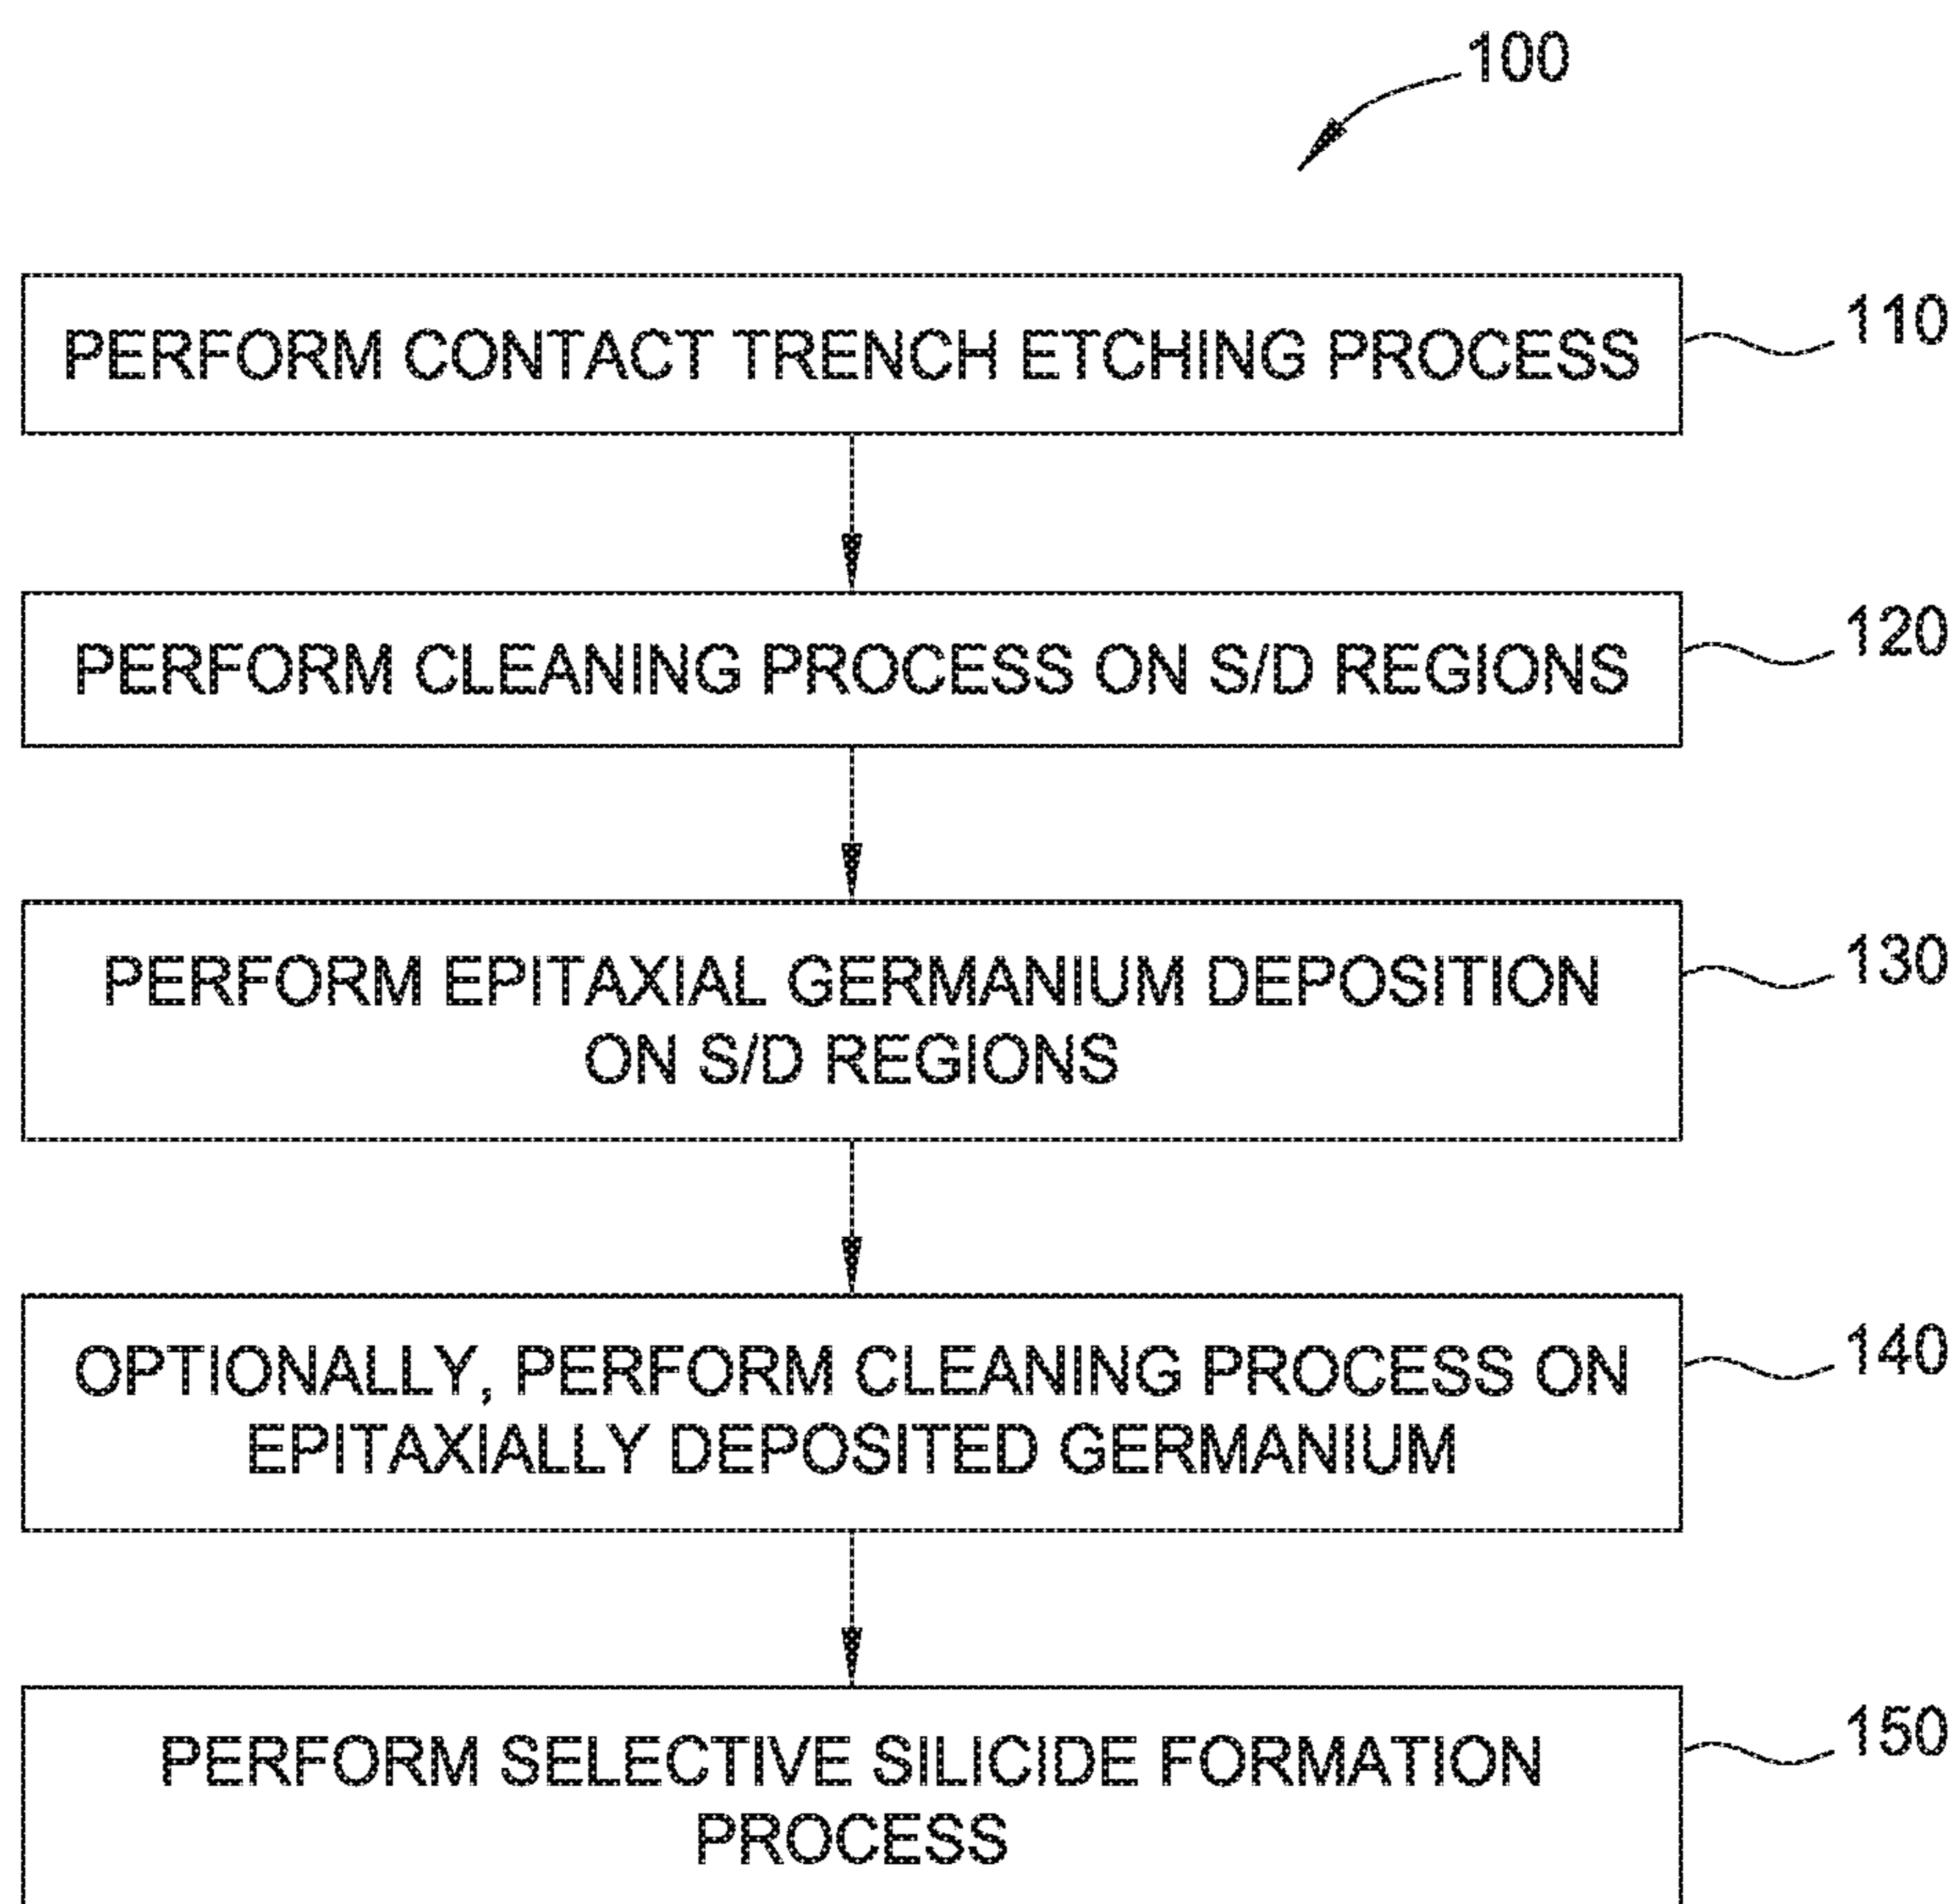 100
PERFORM CONTACT TRENCH ETCHING PROCESS
110
PERFORM CLEANING PROCESS ON S/D REGIONS
120
PERFORM EPITAXIAL GERMANIUM DEPOSITION
ON S/D REGIONS
130
OPTIONALLY, PERFORM CLEANING PROCESS ON
EPITAXIALLY DEPOSITED GERMANIUM
140
PERFORM SELECTIVE SILICIDE FORMATION
PROCESS
150